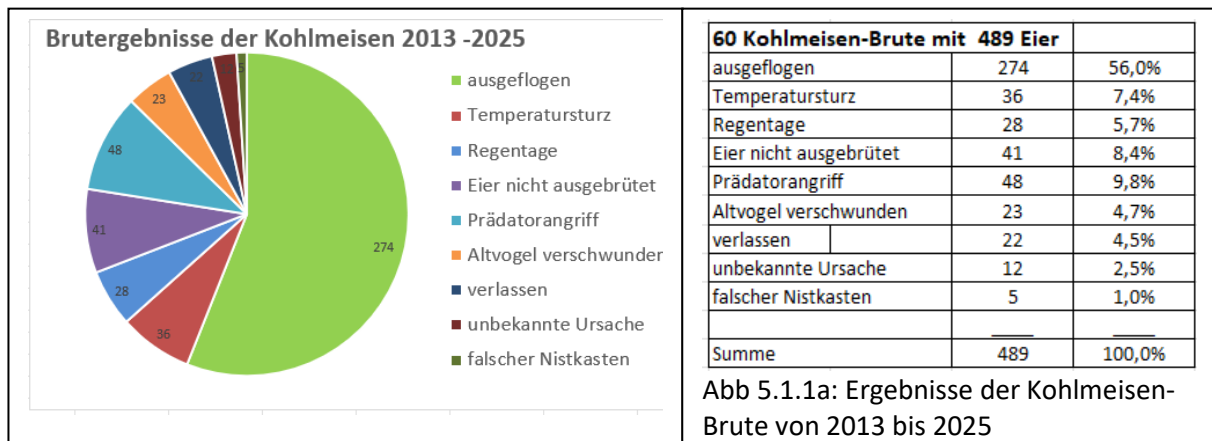 Brutergebnisse der Kohlmeisen 2013 -2025
274
36
28
41
48
23
22
12
5
ausgeflogen
Temperatursturz
Regentage
Eier nicht ausgebrütet
Prädatorangriff
Altvogel verschwunder
verlassen
unbekannte Ursache
falscher Nistkasten
60 Kohlmeisen-Brute mit 489 Eier
ausgeflogen 274 56,0%
Temperatursturz 36 7,4%
Regentage 28 5,7%
Eier nicht ausgebrütet 41 8,4%
Prädatorangriff 48 9,8%
Altvogel verschwunden 23 4,7%
verlassen 22 4,5%
unbekannte Ursache 12 2,5%
falscher Nistkasten 5 1,0%
Summe 489 100,0%
Abb 5.1.1a: Ergebnisse der Kohlmeisen-
Brute von 2013 bis 2025